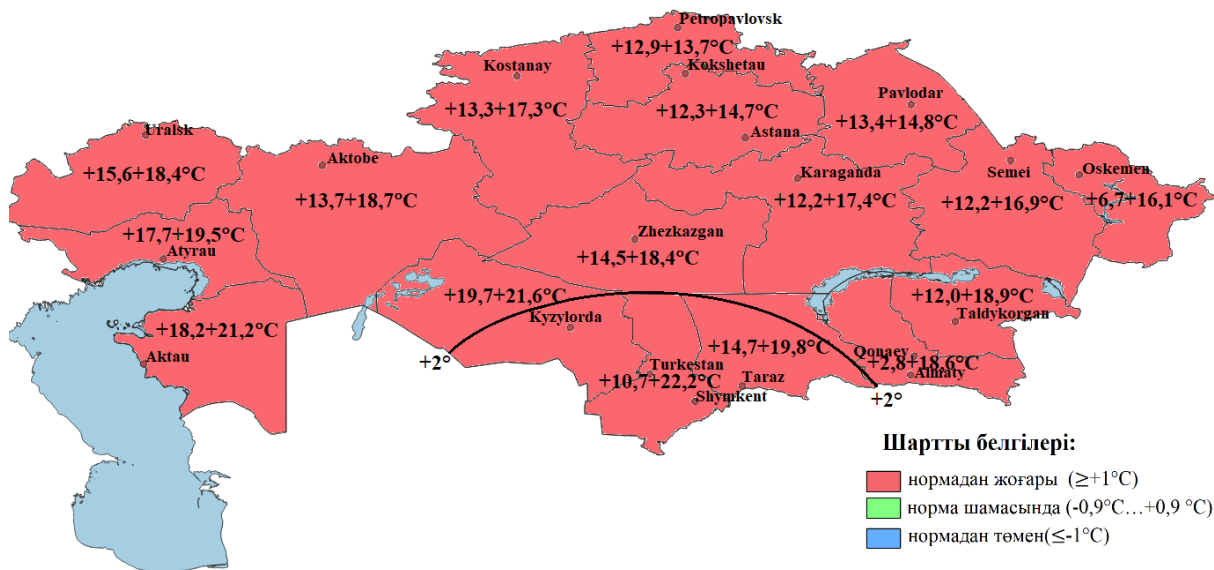 Petropavlovsk
+12,9+13,7°C
Kostanay
Kokshetau
+13,3+17,3°C
+12,3+14,7°C
Pavlodar
+13,4+14,8°C
Astana
Uralsk
+15,6+18,4°C
Aktobe
+13,7+18,7°C
Karaganda
+12,2+17,4°C
Semei
+12,2+16,9°C
Oskemen
+6,7+16,1°C
+17,7+19,5°C
Atyrau
Zhezkazgan
+14,5+18,4°C
+19,7+21,6°C
Kyzylorda
+12,0+18,9°C
Taldykorgan
+18,2+21,2°C
Aktau
+14,7+19,8°C
Qonaev
+2,8+18,6°C
Almaty
+2°
Turkestan
+10,7+22,2°C
Taraz
Shymkent
+2°
Шартты белгілері:
нормадан жоғары (≥+1°C)
норма шамасында (-0,9°C…+0,9 °C)
нормадан төмен(≤-1°C)